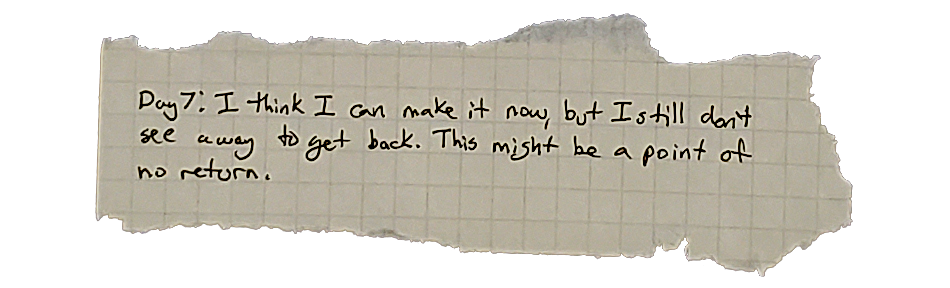 Day 7: I think I can make it now, but I still don't
see a way to get back. This might be a point of
no return.